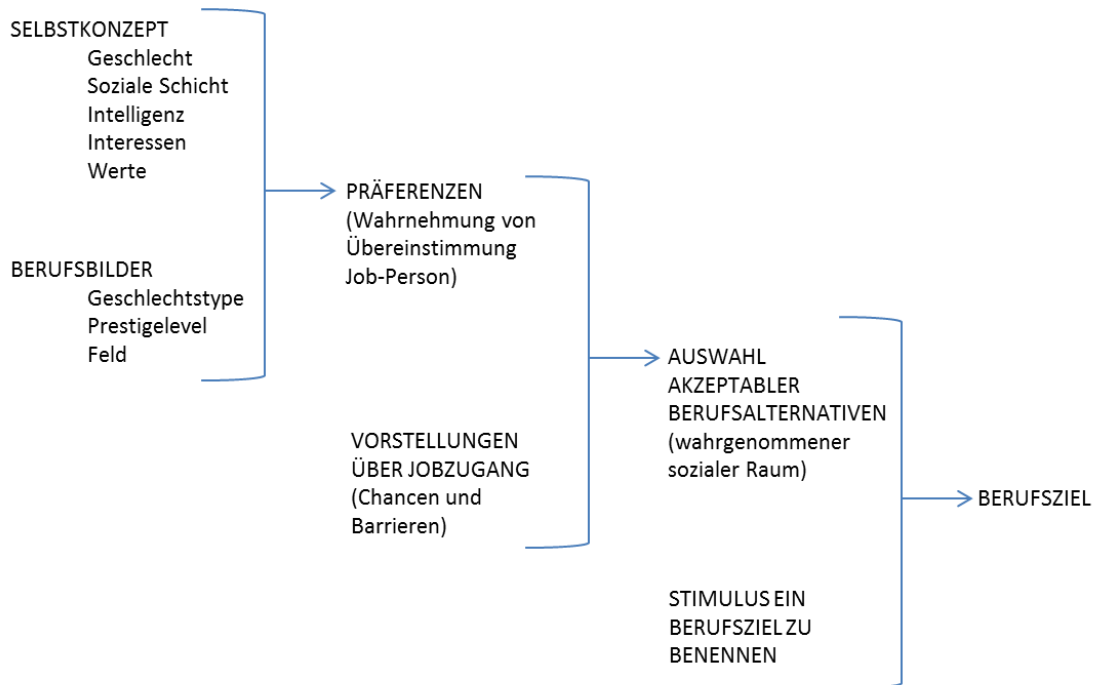 SELBSTKONZEPT
Geschlecht
Soziale Schicht
Intelligenz
Interessen
Werte
BERUFSBILDER
Geschlechtstype
Prestigelevel
Feld
PRÄFERENZEN
(Wahrnehmung von
Übereinstimmung
Job-Person)
VORSTELLUNGEN
ÜBER JOBZUGANG
(Chancen und
Barrieren)
AUSWAHL
AKZEPTABLER
BERUFSALTERNATIVEN
(wahrgenommener
sozialer Raum)
STIMULUS EIN
BERUFSZIEL ZU
BENENNEN
BERUFSZIEL